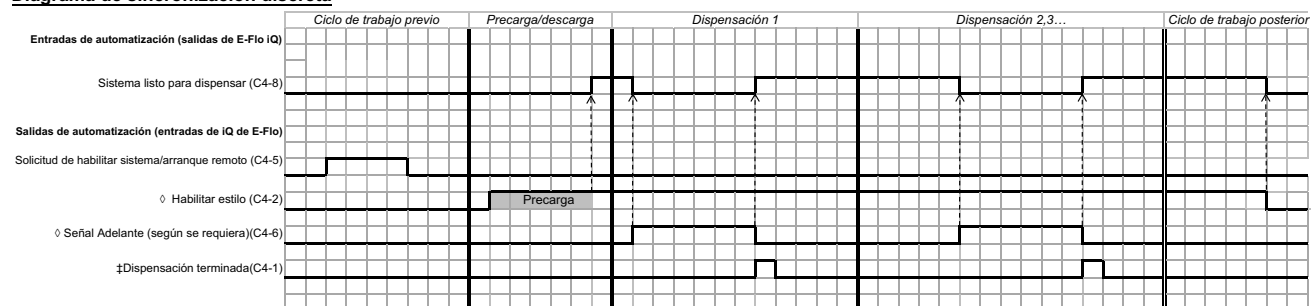 Diagrama de sincronización discreta
Ciclo de trabajo previo Precarga/descarga Dispensación 1 Dispensación 2,3… Ciclo de trabajo posterior
Entradas de automatización (salidas de E-Flo iQ)
Sistema listo para dispensar (C4-8)
Salidas de automatización (entradas de iQ de E-Flo)
Solicitud de habilitar sistema/arranque remoto (C4-5)
◊ Habilitar estilo (C4-2) Precarga
◊ Señal Adelante (según se requiera)(C4-6)
‡Dispensación terminada(C4-1)